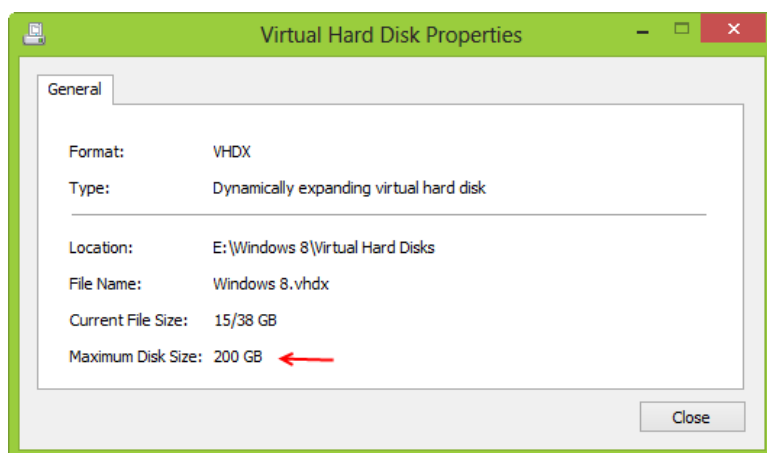 Virtual Hard Disk Properties
General
Format: VHDX
Type: Dynamically expanding virtual hard disk
Location: E:\Windows 8\Virtual Hard Disks
File Name: Windows 8.vhdx
Current File Size: 15/38 GB
Maximum Disk Size: 200 GB
Close